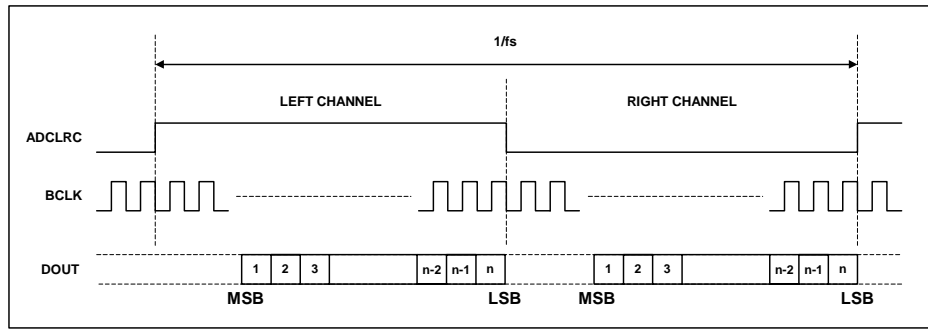 1/fs
LEFT CHANNEL RIGHT CHANNEL
ADCLRC
BCLK
DOUT 1 2 3 n-2 n-1 n 1 2 3 n-2 n-1 n
MSB LSB MSB LSB